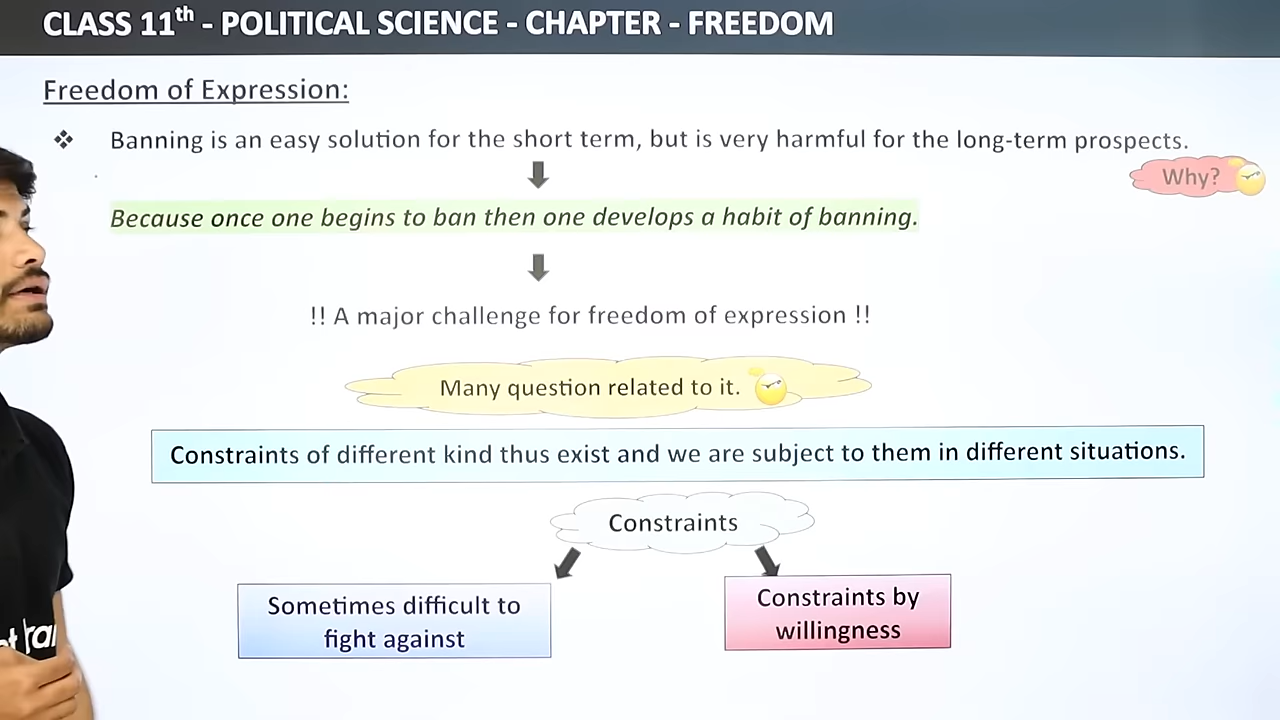 CLASS 11th - POLITICAL SCIENCE - CHAPTER - FREEDOM
Freedom of Expression:
❖ Banning is an easy solution for the short term, but is very harmful for the long-term prospects.
Why?
Because once one begins to ban then one develops a habit of banning.
!! A major challenge for freedom of expression !!
Many question related to it.
Constraints of different kind thus exist and we are subject to them in different situations.
Constraints
Sometimes difficult to
fight against
Constraints by
willingness